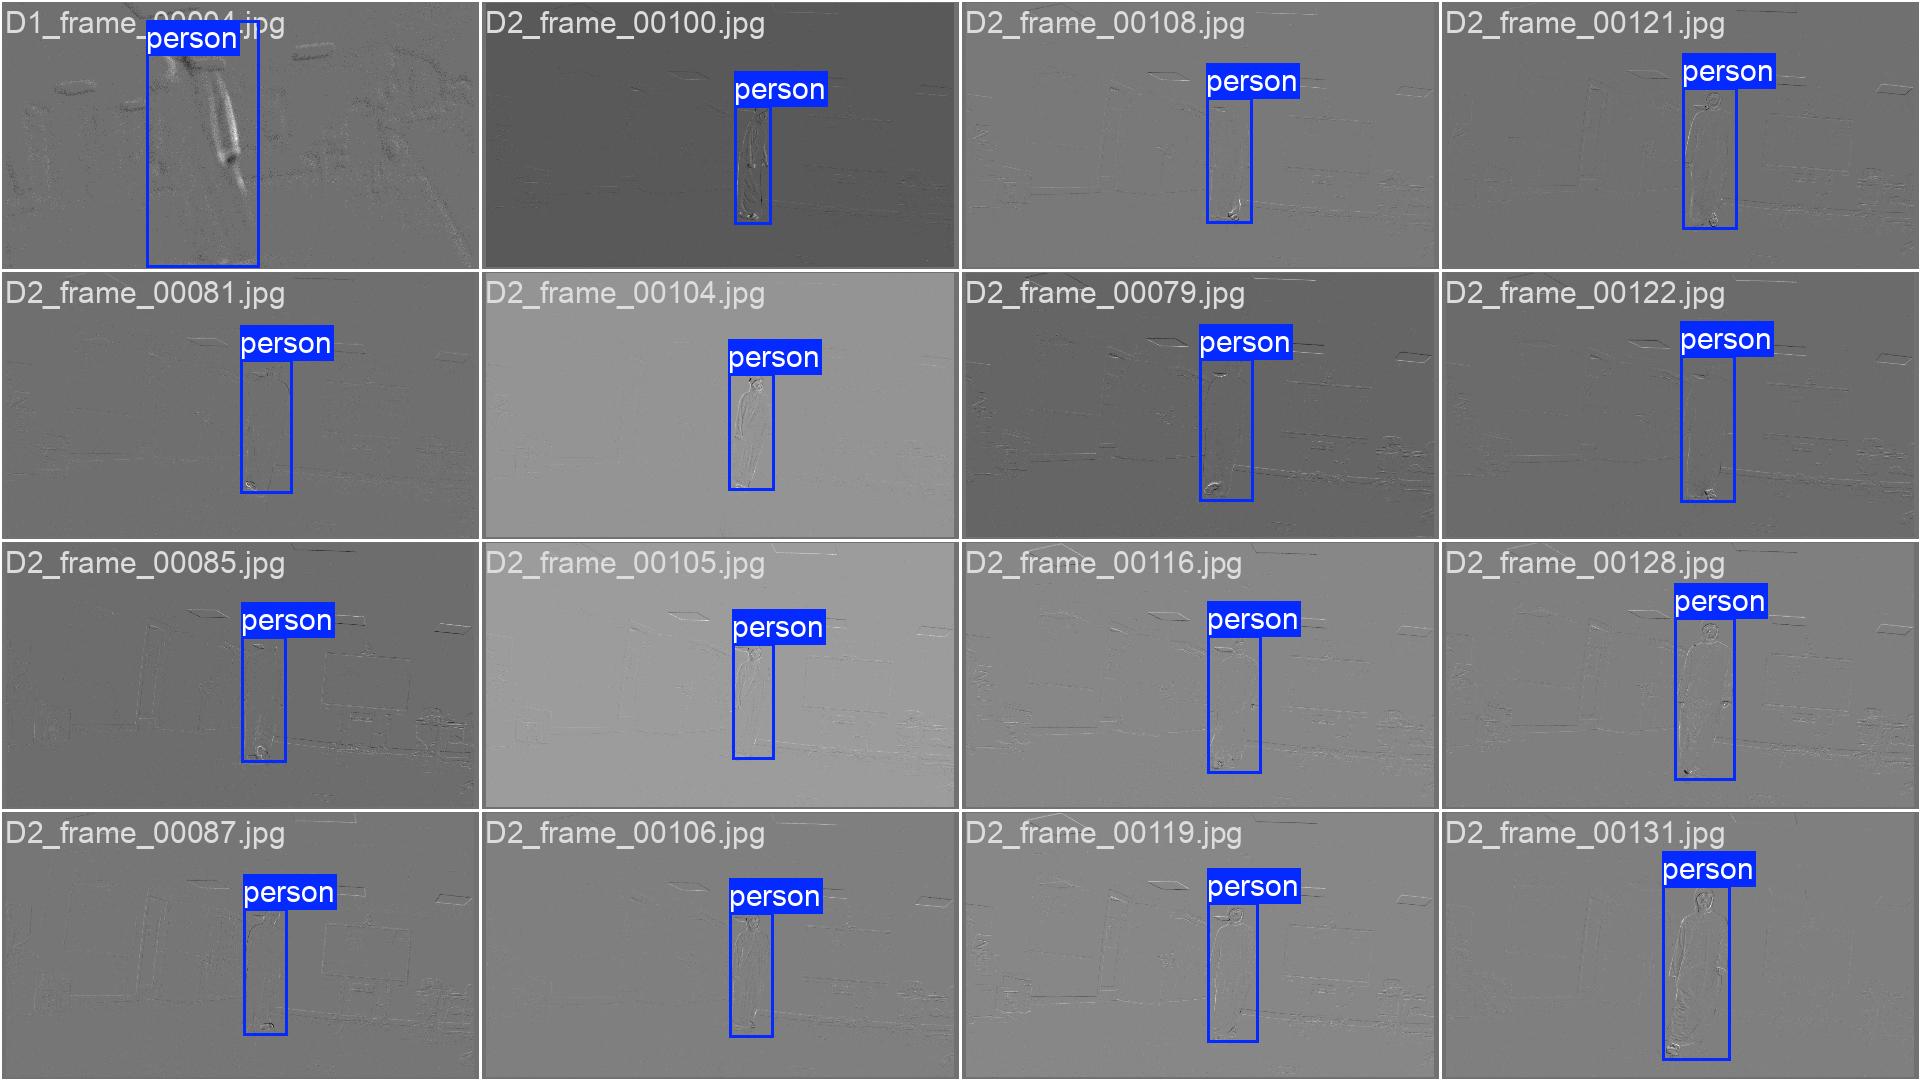 D1_frame_00004.jpg
person
D2_frame_00100.jpg
person
D2_frame_00108.jpg
person
D2_frame_00121.jpg
person
D2_frame_00081.jpg
person
D2_frame_00104.jpg
person
D2_frame_00079.jpg
person
D2_frame_00122.jpg
person
D2_frame_00085.jpg
person
D2_frame_00105.jpg
person
D2_frame_00116.jpg
person
D2_frame_00128.jpg
person
D2_frame_00087.jpg
person
D2_frame_00106.jpg
person
D2_frame_00119.jpg
person
D2_frame_00131.jpg
person